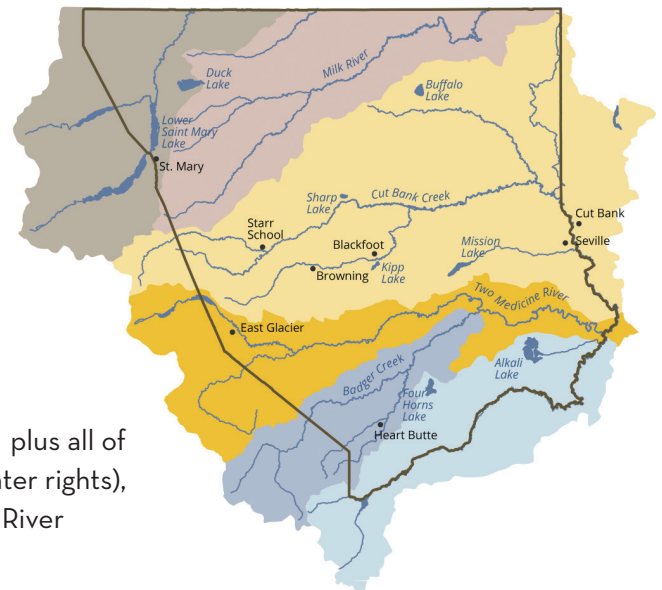 Duck
Lake
Milk River
Buffalo
Lake
Lower
Saint Mary
Lake
St. Mary
Sharp
Lake
Cut Bank Creek
Cut Bank
Starr
School
Blackfoot
Mission
Lake
Seville
Kipp
Lake
Browning
Two Medicine River
East Glacier
Badger Creek
Alkali
Lake
Four
Horns
Lake
Heart Butte
plus all of
ter rights),
River